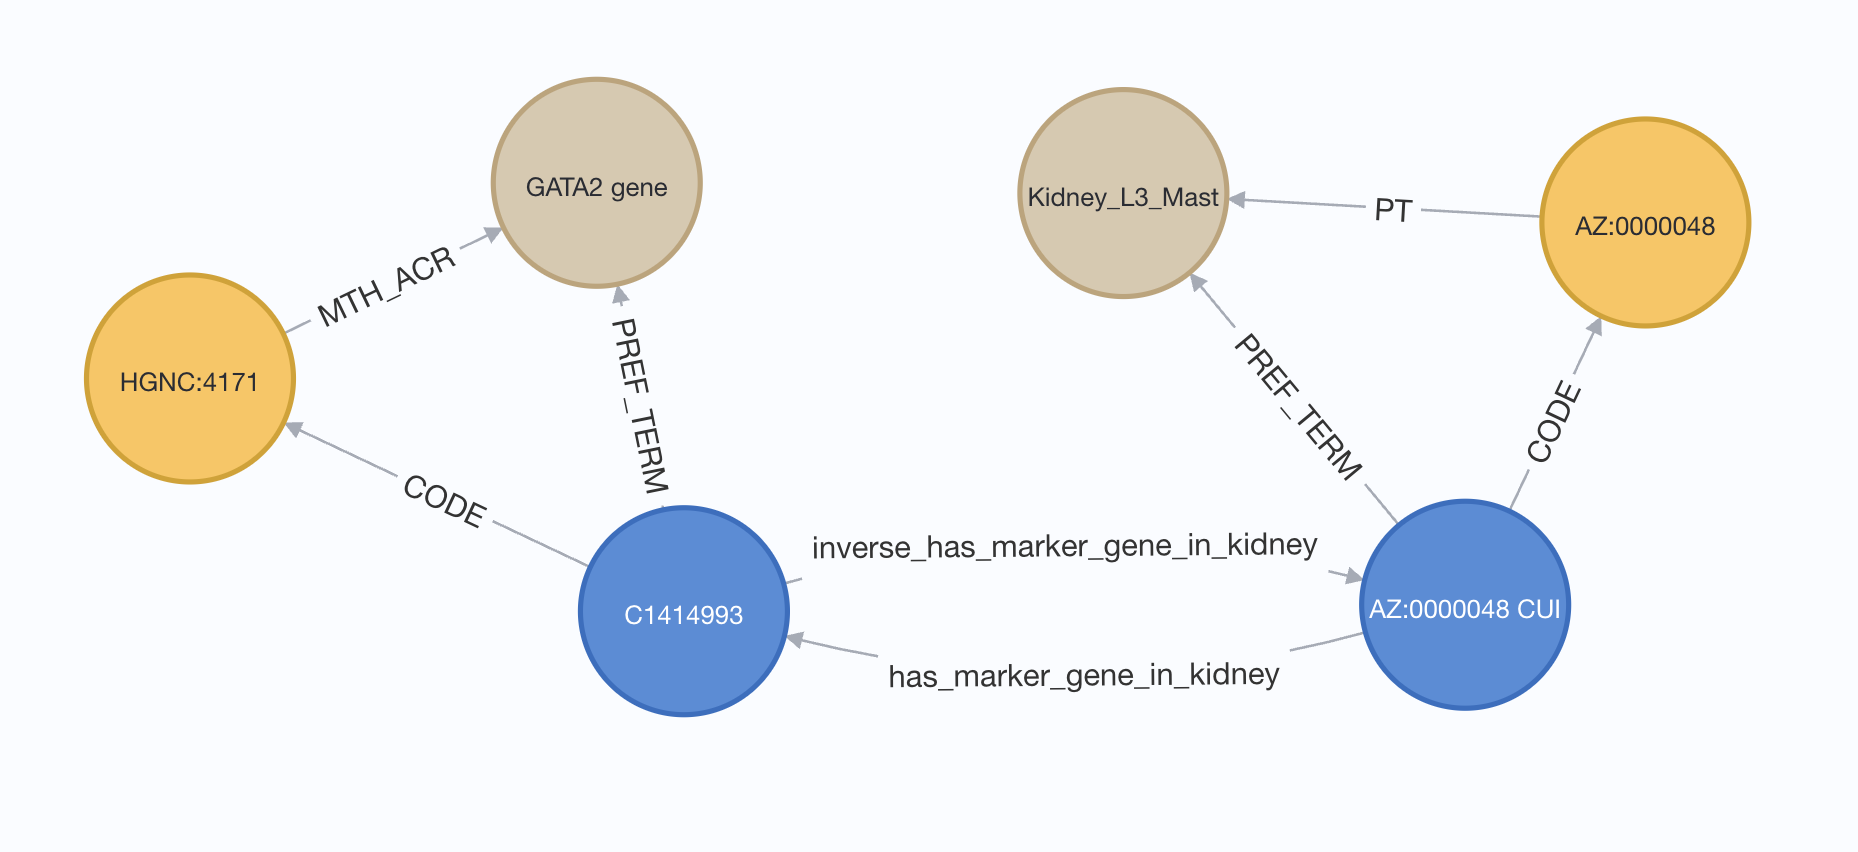 GATA2 gene
Kidney_L3_Mast
PT
AZ:0000048
MTH_ACR
HGNC:4171
PREF_TERM
PREF_TERM
CODE
CODE
inverse_has_marker_gene_in_kidney
C1414993
AZ:0000048 CUI
has_marker_gene_in_kidney